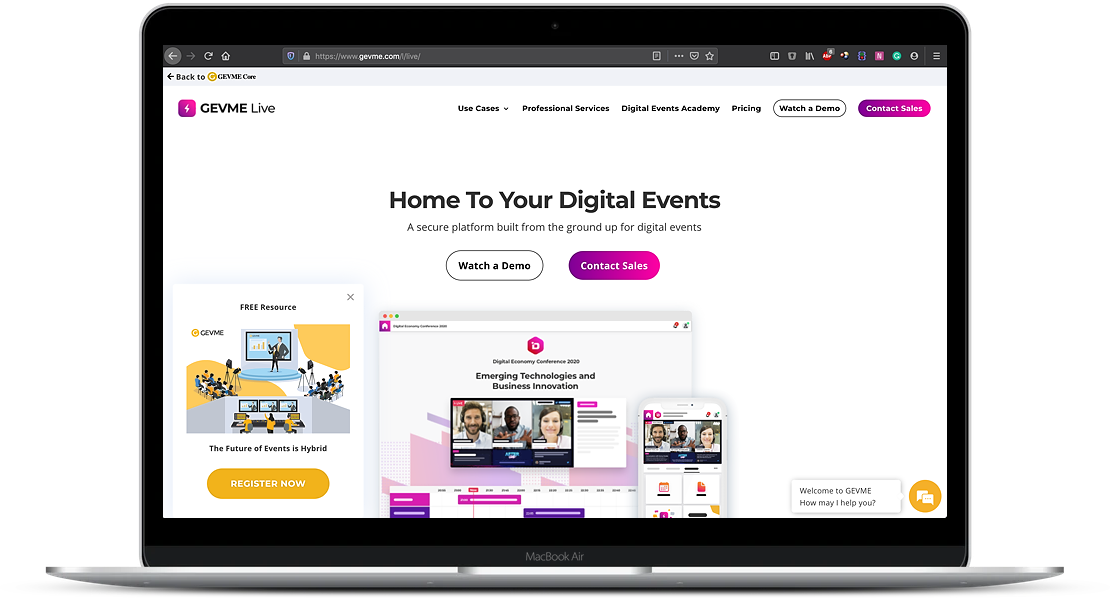 https://www.gevme.com/l/live/
Back to GEVME Core
GEVME Live
Use Cases
Professional Services
Digital Events Academy
Pricing
Watch a Demo
Contact Sales
Home To Your Digital Events
A secure platform built from the ground up for digital events
Watch a Demo
Contact Sales
FREE Resource
GEVME
The Future of Events is Hybrid
REGISTER NOW
Digital Economy Conference 2020
Digital Economy Conference 2020
Emerging Technologies and
Business Innovation
Welcome to GEVME
How may I help you?
MacBook Air